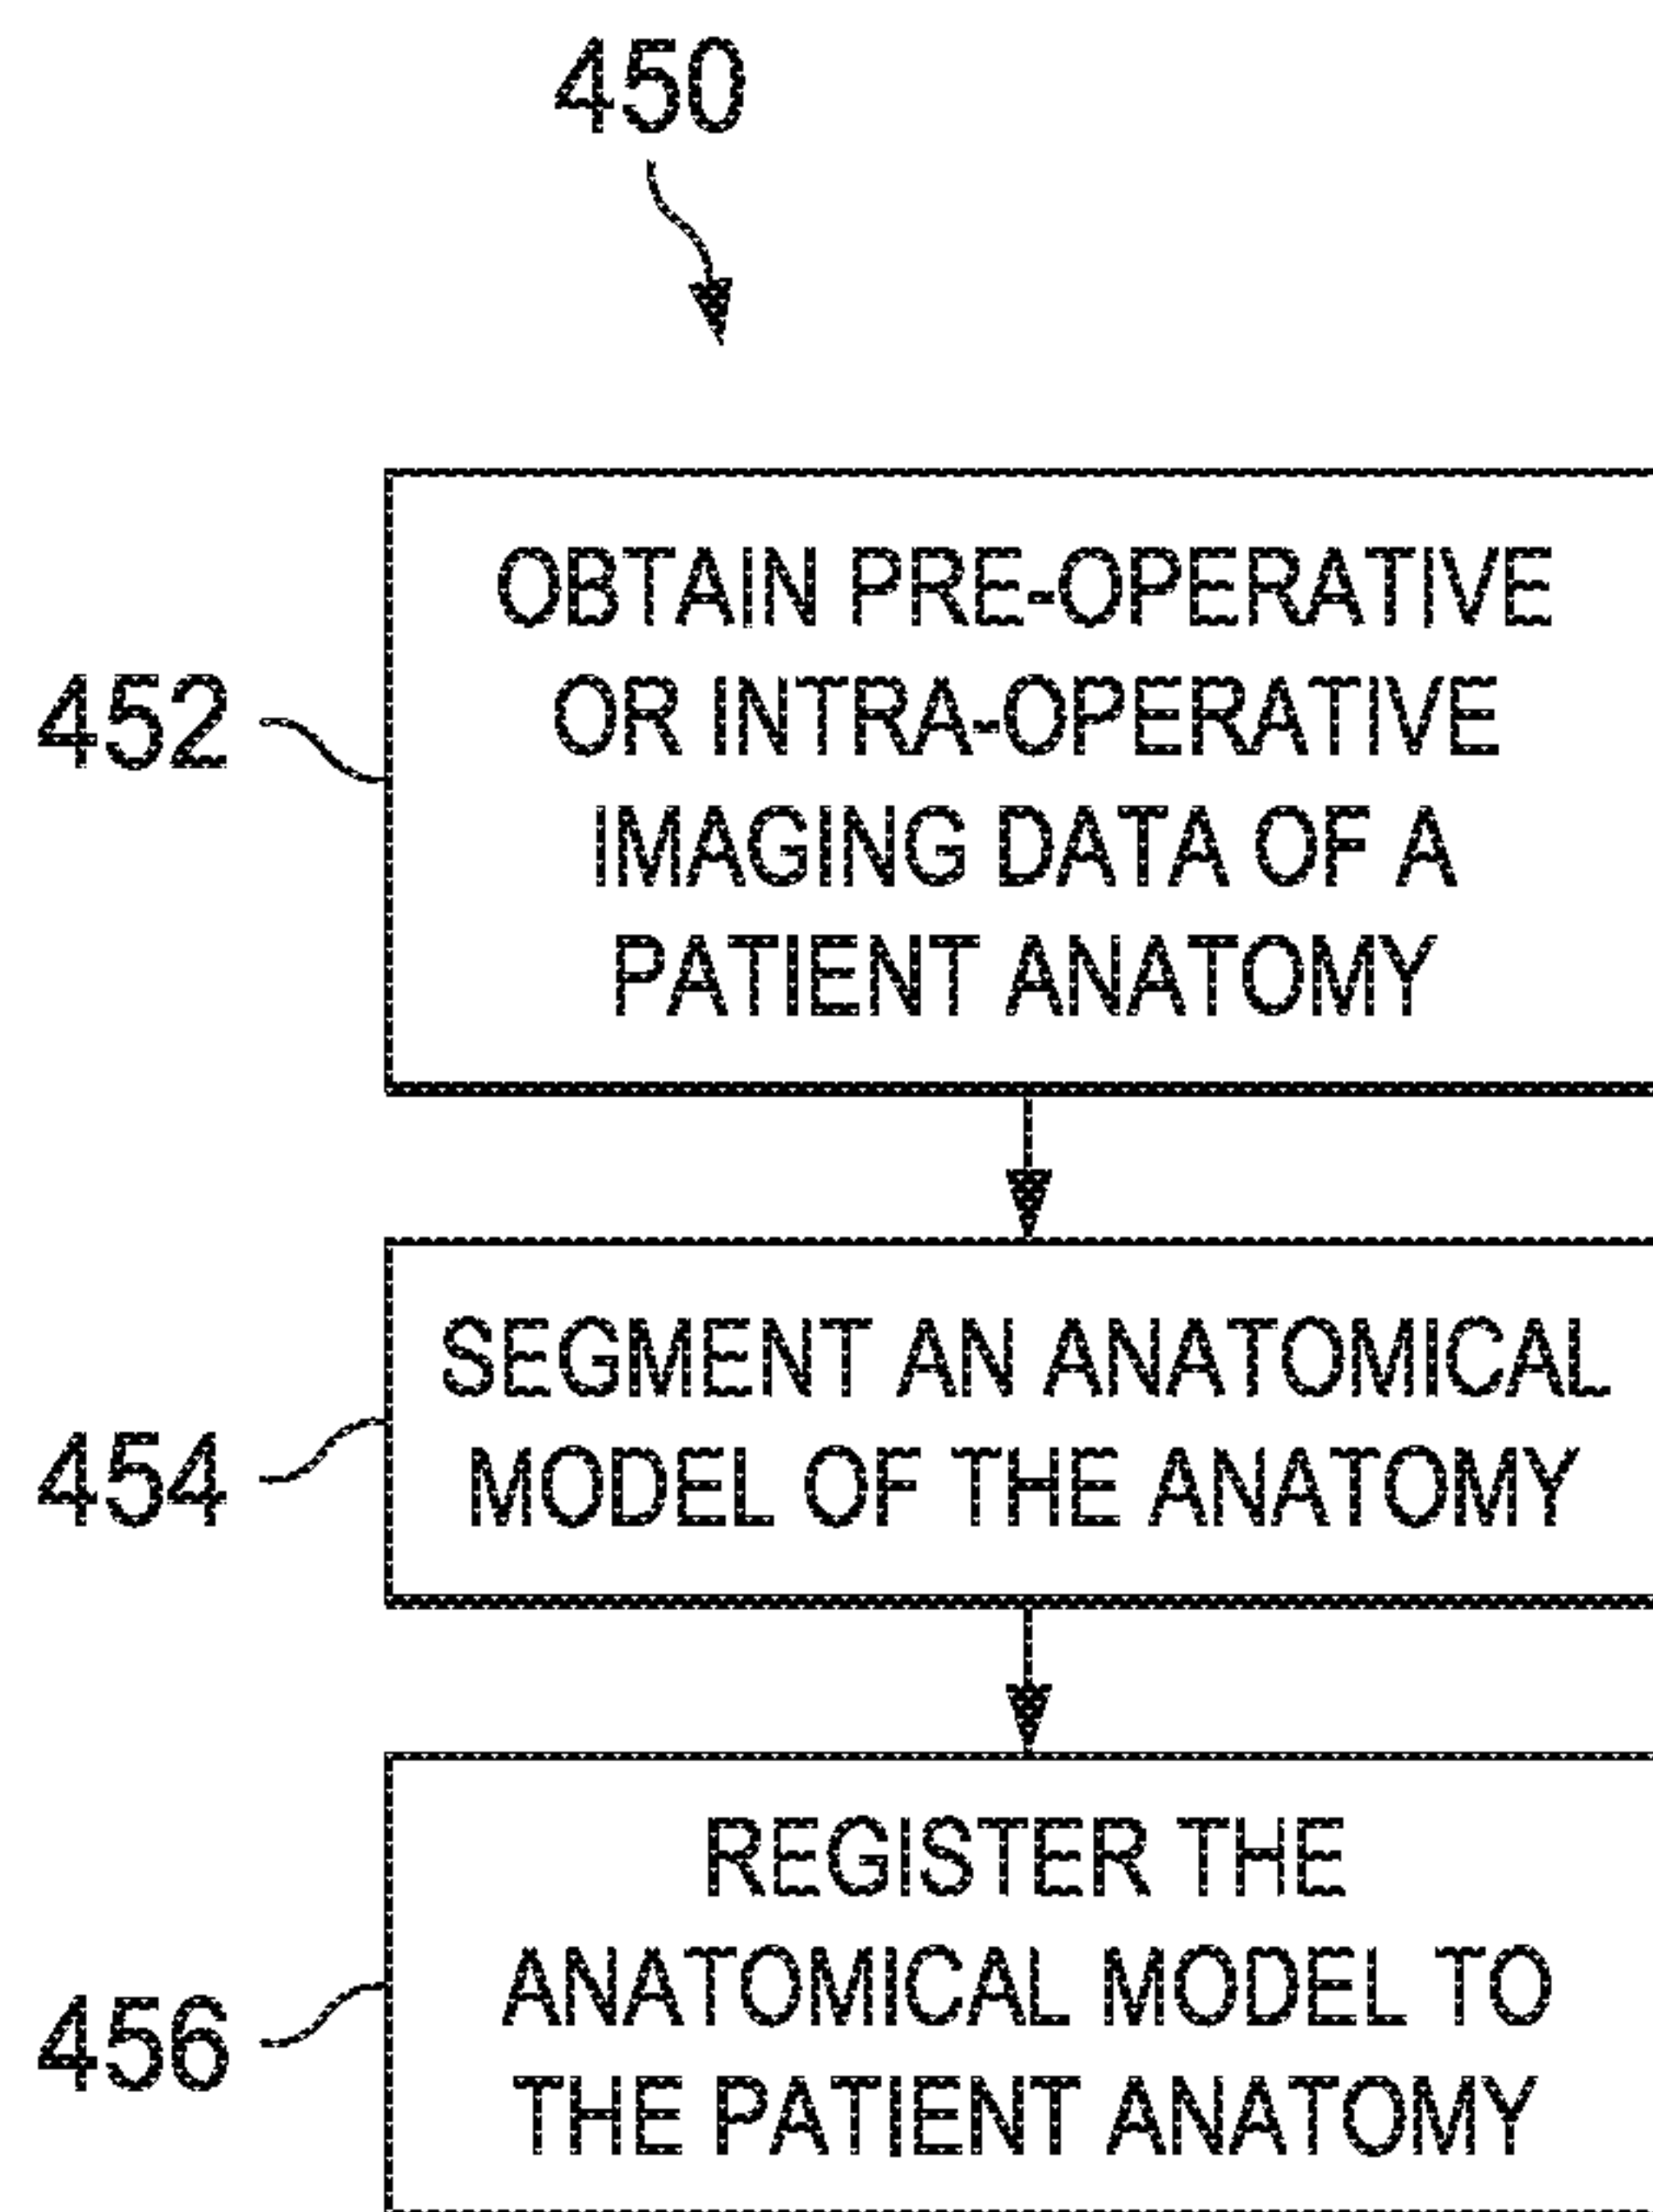 450
452
OBTAIN PRE-OPERATIVE
OR INTRA-OPERATIVE
IMAGING DATA OF A
PATIENT ANATOMY
454
SEGMENT AN ANATOMICAL
MODEL OF THE ANATOMY
456
REGISTER THE
ANATOMICAL MODEL TO
THE PATIENT ANATOMY